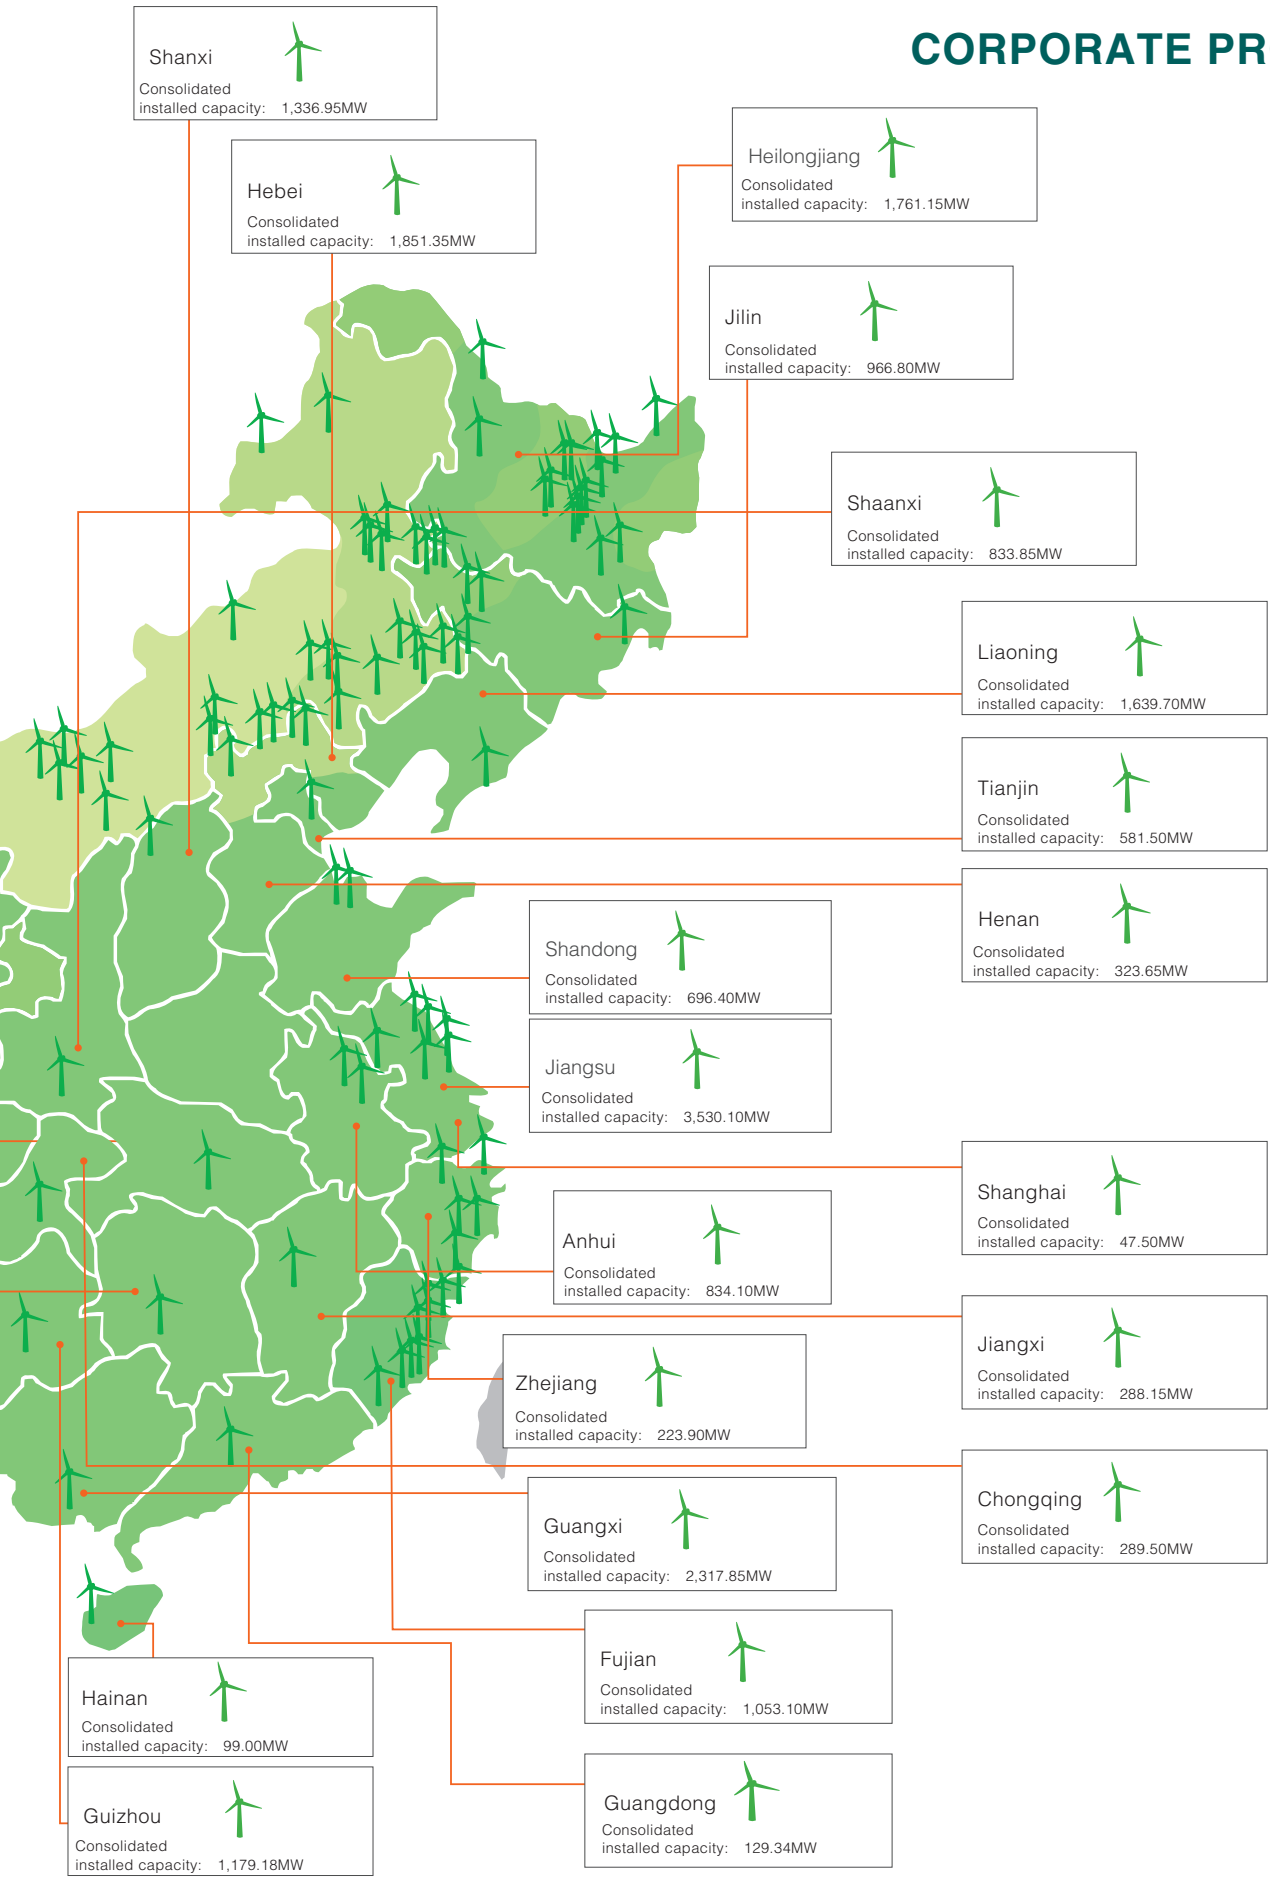 CORPORATE PR
Shanxi
Consolidated
installed capacity: 1,336.95MW
Hebei
Consolidated
installed capacity: 1,851.35MW
Heilongjiang
Consolidated
installed capacity: 1,761.15MW
Jilin
Consolidated
installed capacity: 966.80MW
Shaanxi
Consolidated
installed capacity: 833.85MW
Liaoning
Consolidated
installed capacity: 1,639.70MW
Tianjin
Consolidated
installed capacity: 581.50MW
Henan
Consolidated
installed capacity: 323.65MW
Shandong
Consolidated
installed capacity: 696.40MW
Jiangsu
Consolidated
installed capacity: 3,530.10MW
Shanghai
Consolidated
installed capacity: 47.50MW
Anhui
Consolidated
installed capacity: 834.10MW
Jiangxi
Consolidated
installed capacity: 288.15MW
Zhejiang
Consolidated
installed capacity: 223.90MW
Chongqing
Consolidated
installed capacity: 289.50MW
Guangxi
Consolidated
installed capacity: 2,317.85MW
Fujian
Consolidated
installed capacity: 1,053.10MW
Hainan
Consolidated
installed capacity: 99.00MW
Guangdong
Consolidated
installed capacity: 129.34MW
Guizhou
Consolidated
installed capacity: 1,179.18MW